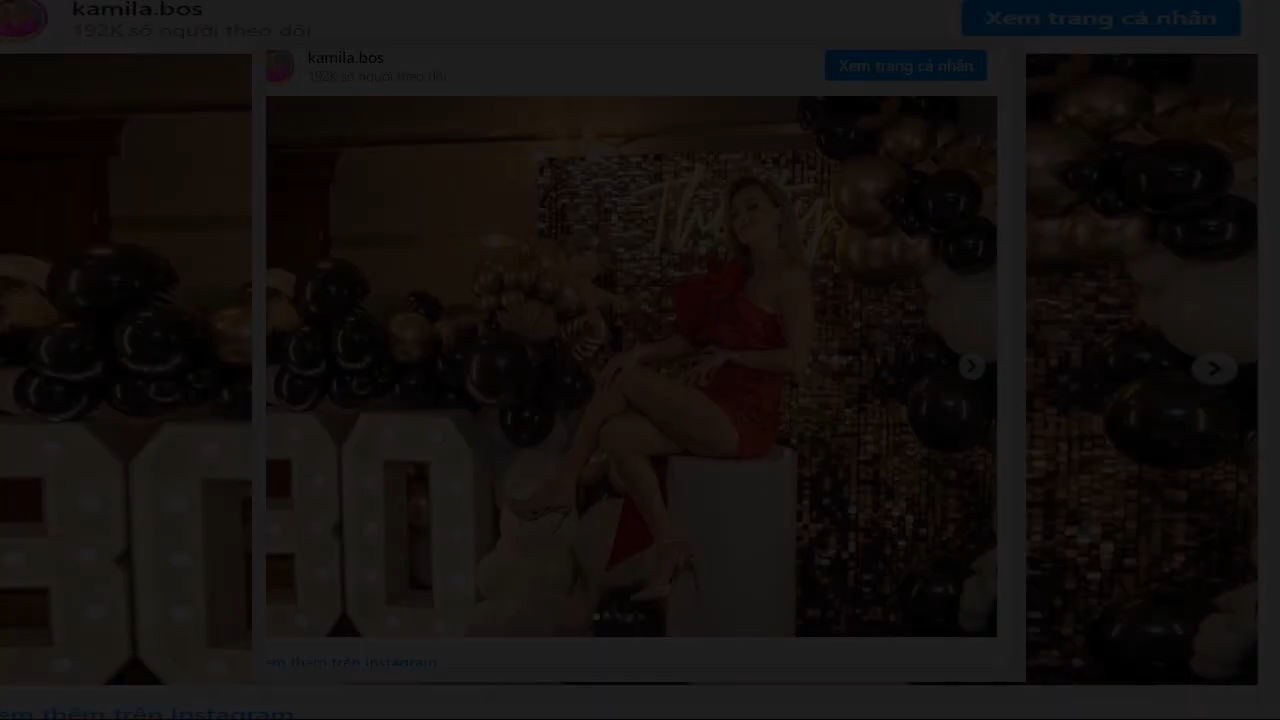 kamila.bos
192K số người theo dõi
Xem trang cá nhân
kamila.bos
192K số người theo dõi
Xem trang cá nhân
30
em thêm trên Instagram
em thêm trên Instagram